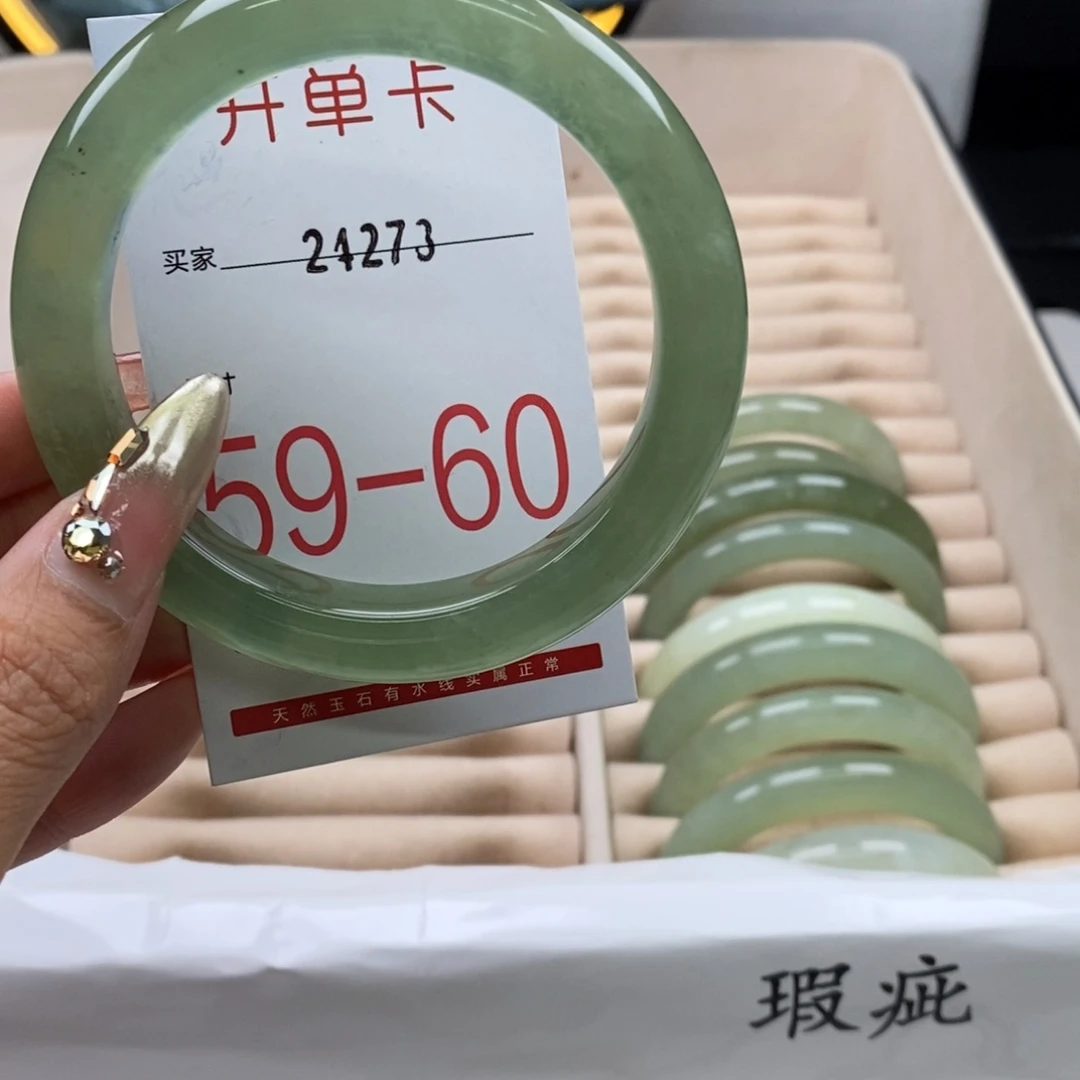 开单卡
买家 24273
寸
59-60
天然玉石有水线实属正常
瑕疵